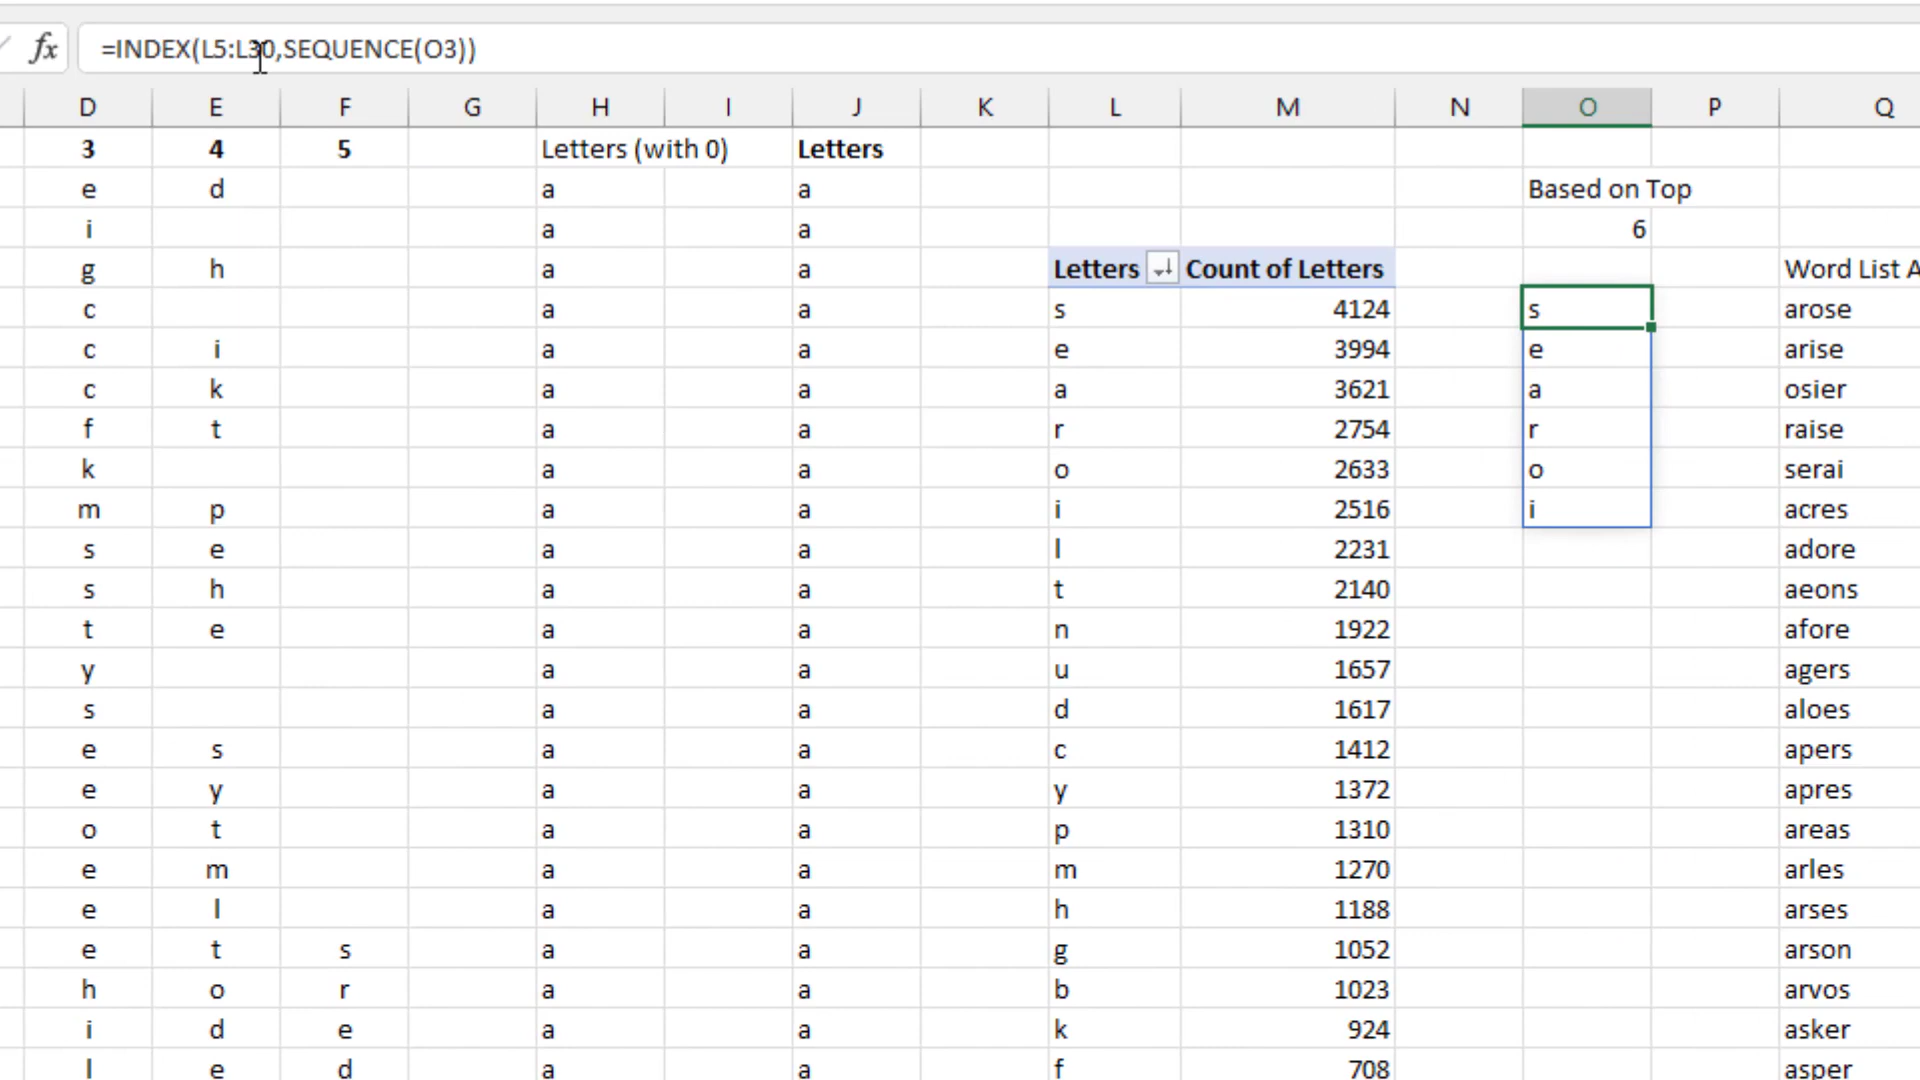 fx =INDEX(L5:L30,SEQUENCE(O3))
D E F G H I J K L M N O P Q
3 4 5 Letters (with 0) Letters
e d a a Based on Top
i a a 6
g h a a Letters Count of Letters Word List A
c a a s 4124 s arose
c i a a e 3994 e arise
c k a a a 3621 a osier
f t a a r 2754 r raise
k a a o 2633 o serai
m p a a i 2516 i acres
s e a a l 2231 adore
s h a a t 2140 aeons
t e a a n 1922 afore
y a a u 1657 agers
s a a d 1617 aloes
e s a a c 1412 apers
e y a a y 1372 apres
o t a a p 1310 areas
e m a a m 1270 arles
e l a a h 1188 arses
e t s a a g 1052 arson
h o r a a b 1023 arvos
i d e a a k 924 asker
l e d a a f 708 asper